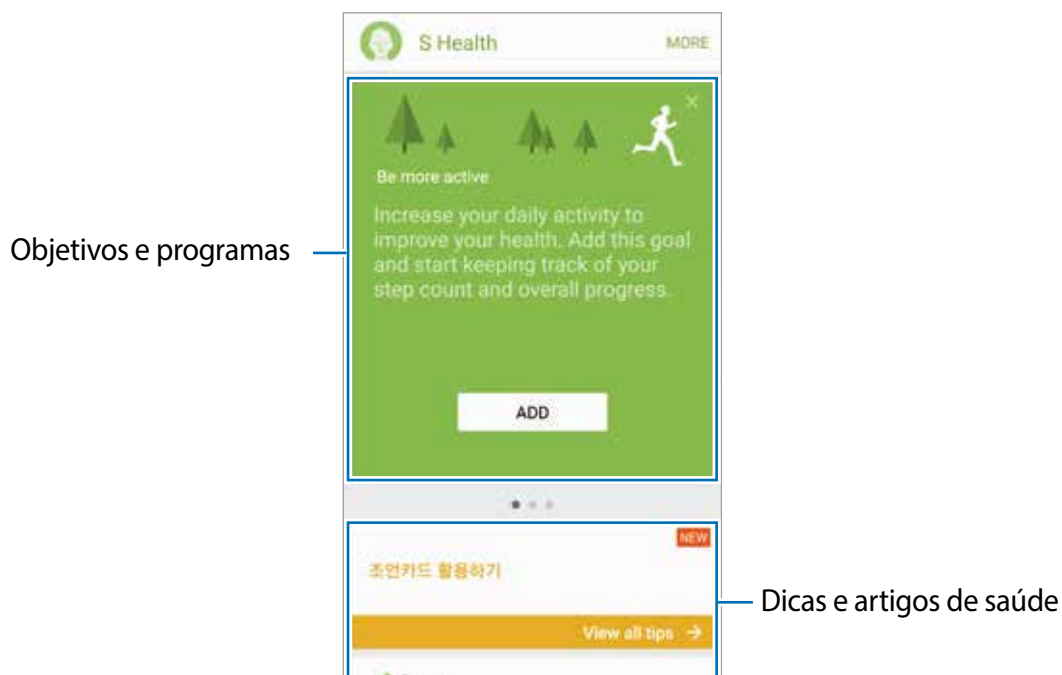 S Health
MORE
Be more active
Increase your daily activity to
improve your health. Add this goal
and start keeping track of your
step count and overall progress.
Objetivos e programas
ADD
NEW
조언카드 활용하기
Dicas e artigos de saúde
View all tips